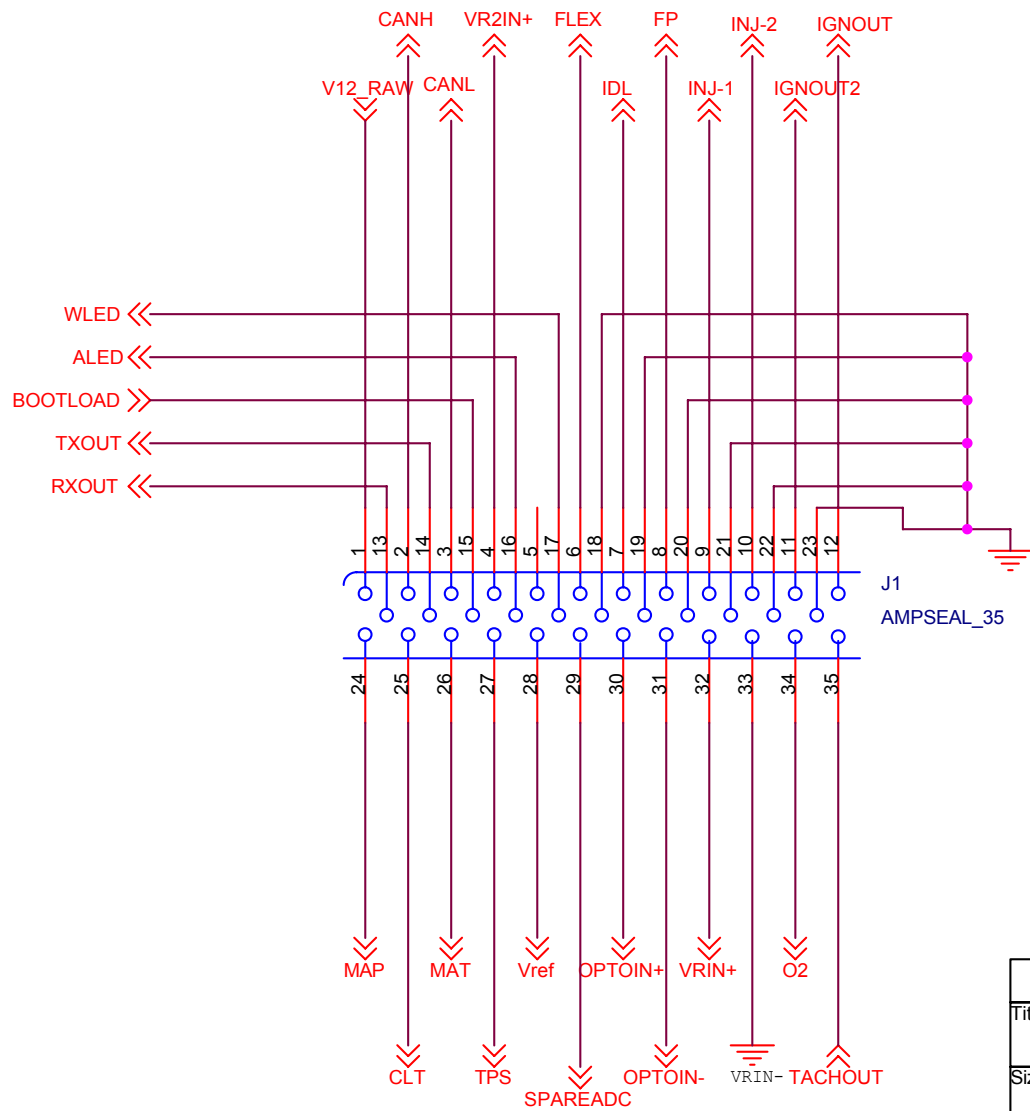 CANH VR2IN+ FLEX FP INJ-2 IGNOUT
V12_RAW CANL IDL INJ-1 IGNOUT2
WLED
ALED
BOOTLOAD
TXOUT
RXOUT
1 13 2 14 3 15 4 16 5 17 6 18 7 19 8 20 9 21 10 22 11 23 12
J1
AMPSEAL_35
24 25 26 27 28 29 30 31 32 33 34 35
MAP MAT Vref OPTOIN+ VRIN+ O2
CLT TPS OPTOIN- VRIN- TACHOUT
SPAREADC